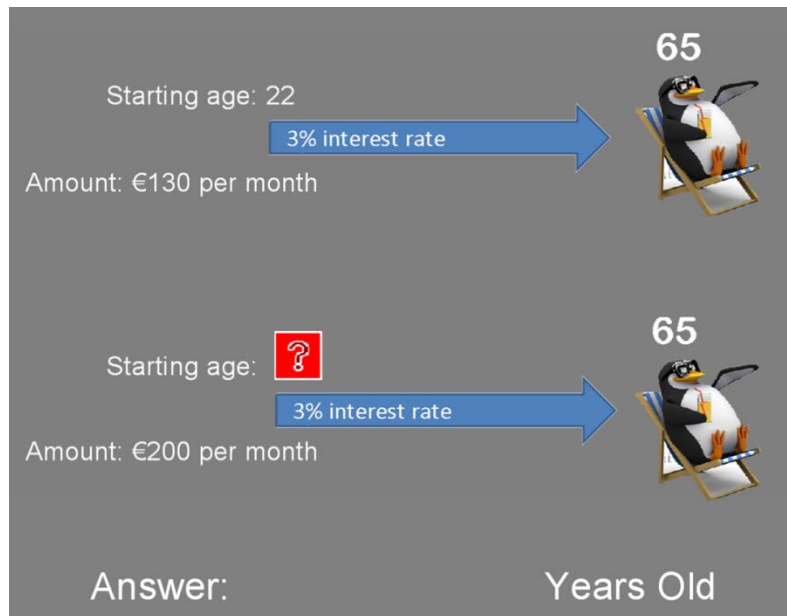 65
Starting age: 22
3% interest rate
Amount: €130 per month
65
Starting age: ?
3% interest rate
Amount: €200 per month
Answer: Years Old